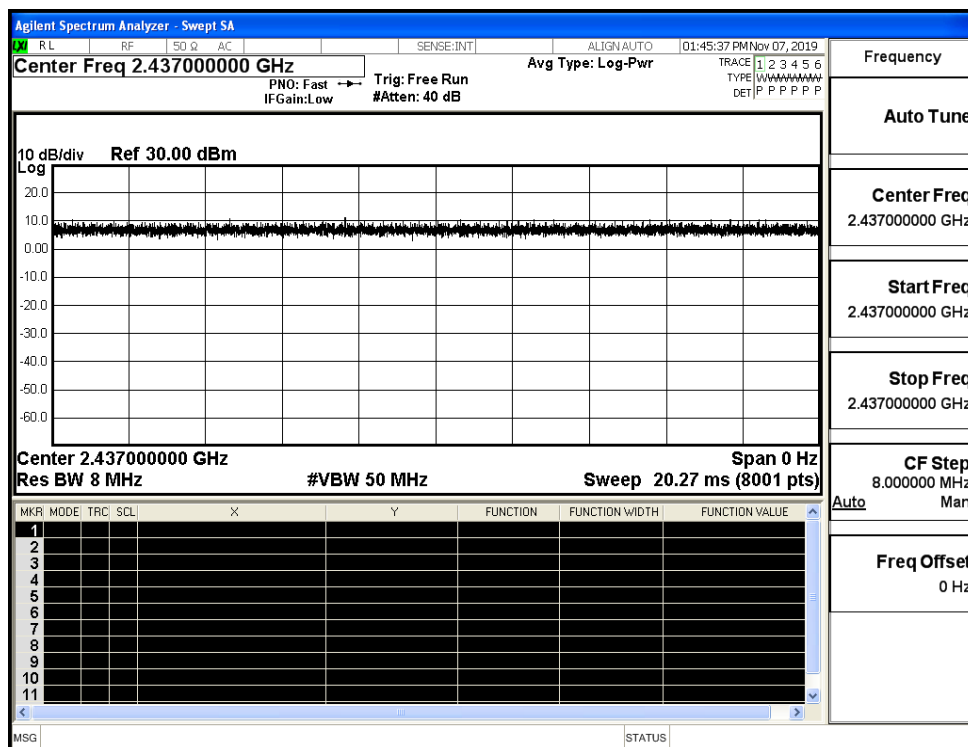 Agilent Spectrum Analyzer - Swept SA
LXI RL RF 50 Ω AC SENSE:INT ALIGN AUTO 01:45:37 PM Nov 07, 2019
Center Freq 2.437000000 GHz
Avg Type: Log-Pwr
TRACE 1 2 3 4 5 6
TYPE WWWWWW
DET P P P P P P
PNO: Fast
IFGain:Low
Trig: Free Run
#Atten: 40 dB
10 dB/div Ref 30.00 dBm
Log
20.0
10.0
0.00
-10.0
-20.0
-30.0
-40.0
-50.0
-60.0
Center 2.437000000 GHz Span 0 Hz
Res BW 8 MHz #VBW 50 MHz Sweep 20.27 ms (8001 pts)
MKR MODE TRC SCL X Y FUNCTION FUNCTION WIDTH FUNCTION VALUE
1
2
3
4
5
6
7
8
9
10
11
MSG STATUS
Frequency
Auto Tune
Center Freq
2.437000000 GHz
Start Freq
2.437000000 GHz
Stop Freq
2.437000000 GHz
CF Step
8.000000 MHz
Auto Man
Freq Offset
0 Hz